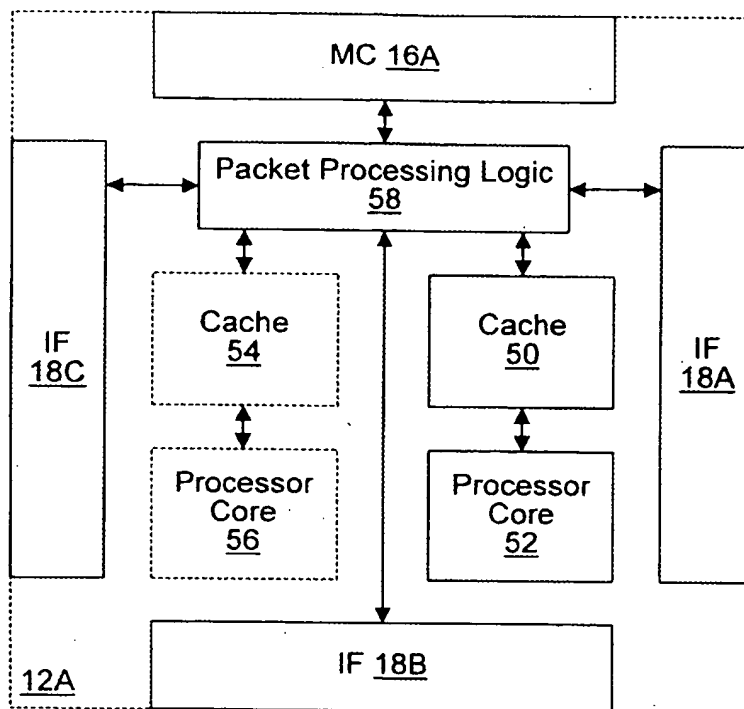 MC 16A
Packet Processing Logic
58
IF
18C
Cache
54
Cache
50
IF
18A
Processor
Core
56
Processor
Core
52
12A
IF 18B